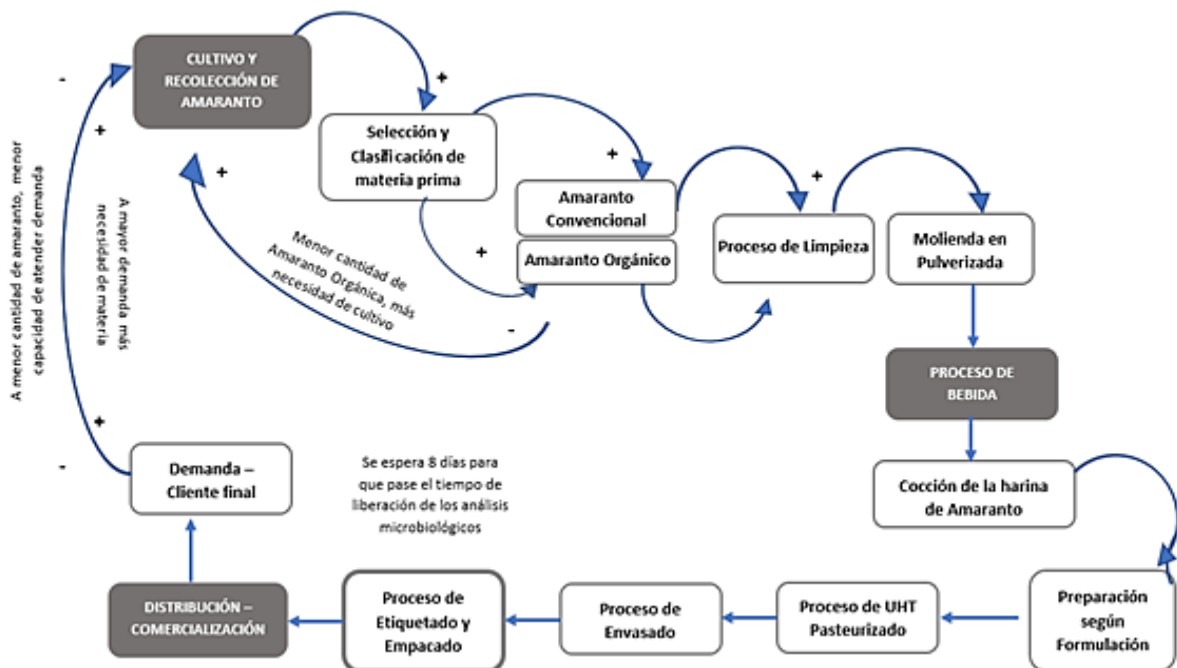 CULTIVO Y
RECOLECCIÓN DE
AMARANTO
-
+
+
+
Selección y
Clasificación de
materia prima
+
Amaranto
Convencional
Amaranto Orgánico
+
+
Proceso de Limpieza
Molienda en
Pulverizada
Menor cantidad de
Amaranto Orgánica, más
necesidad de cultivo
-
A menor cantidad de amaranto, menor
capacidad de atender demanda
A mayor demanda más
necesidad de materia
+
-
PROCESO DE
BEBIDA
Cocción de la harina
de Amaranto
Demanda –
Cliente final
Se espera 8 días para
que pase el tiempo de
liberación de los análisis
microbiológicos
DISTRIBUCIÓN –
COMERCIALIZACIÓN
Proceso de
Etiquetado y
Empacado
Proceso de
Envasado
Proceso de UHT
Pasteurizado
Preparación
según
Formulación